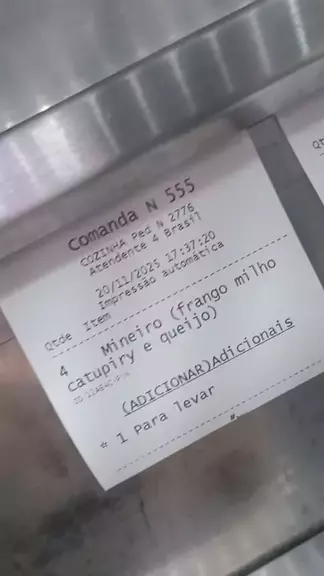 Comanda N 555
COZINHA Ped N 2776
Atendente 4 Brasil
20/11/2025 17:37:20
Impressão automática
Qtde Item
4 Mineiro (frango milho
catupiry e queijo)
(ADICIONAR)Adicionais
* 1 Para levar